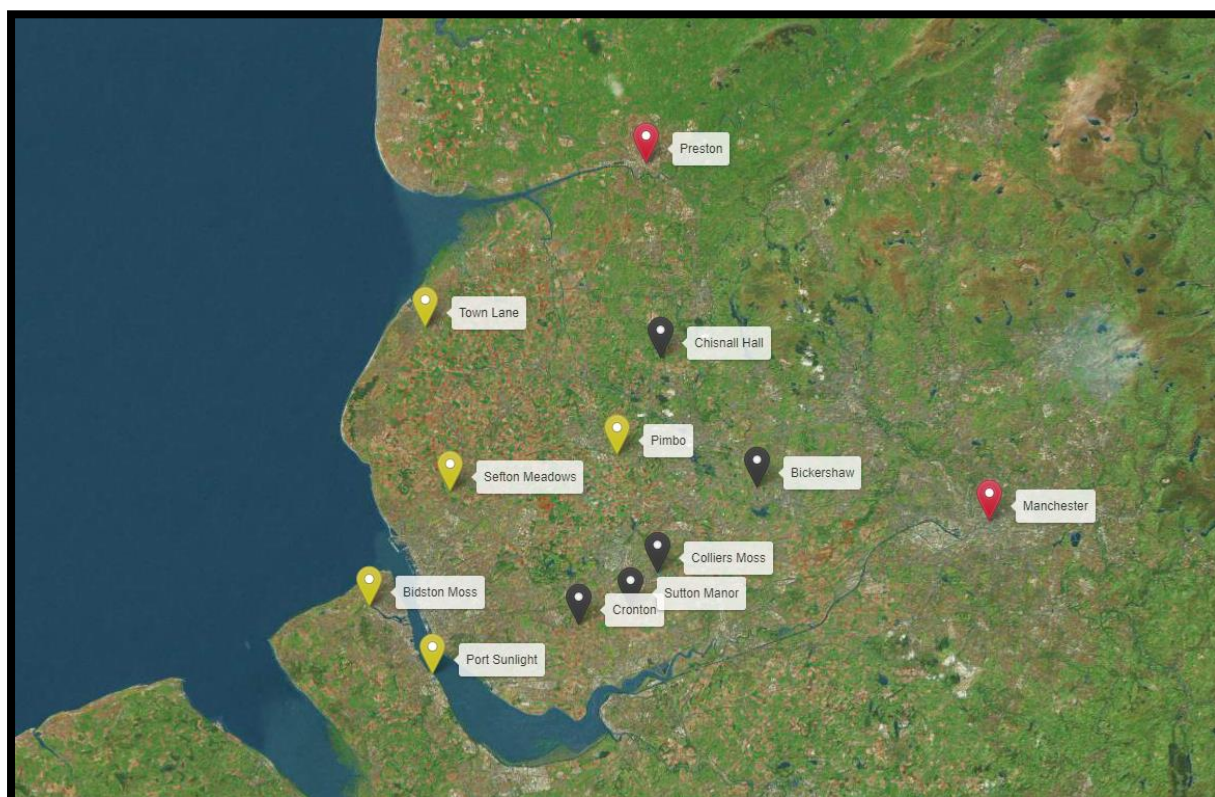 Preston
Town Lane
Chisnall Hall
Pimbo
Bickershaw
Sefton Meadows
Manchester
Colliers Moss
Bidston Moss
Sutton Manor
Cronton
Port Sunlight